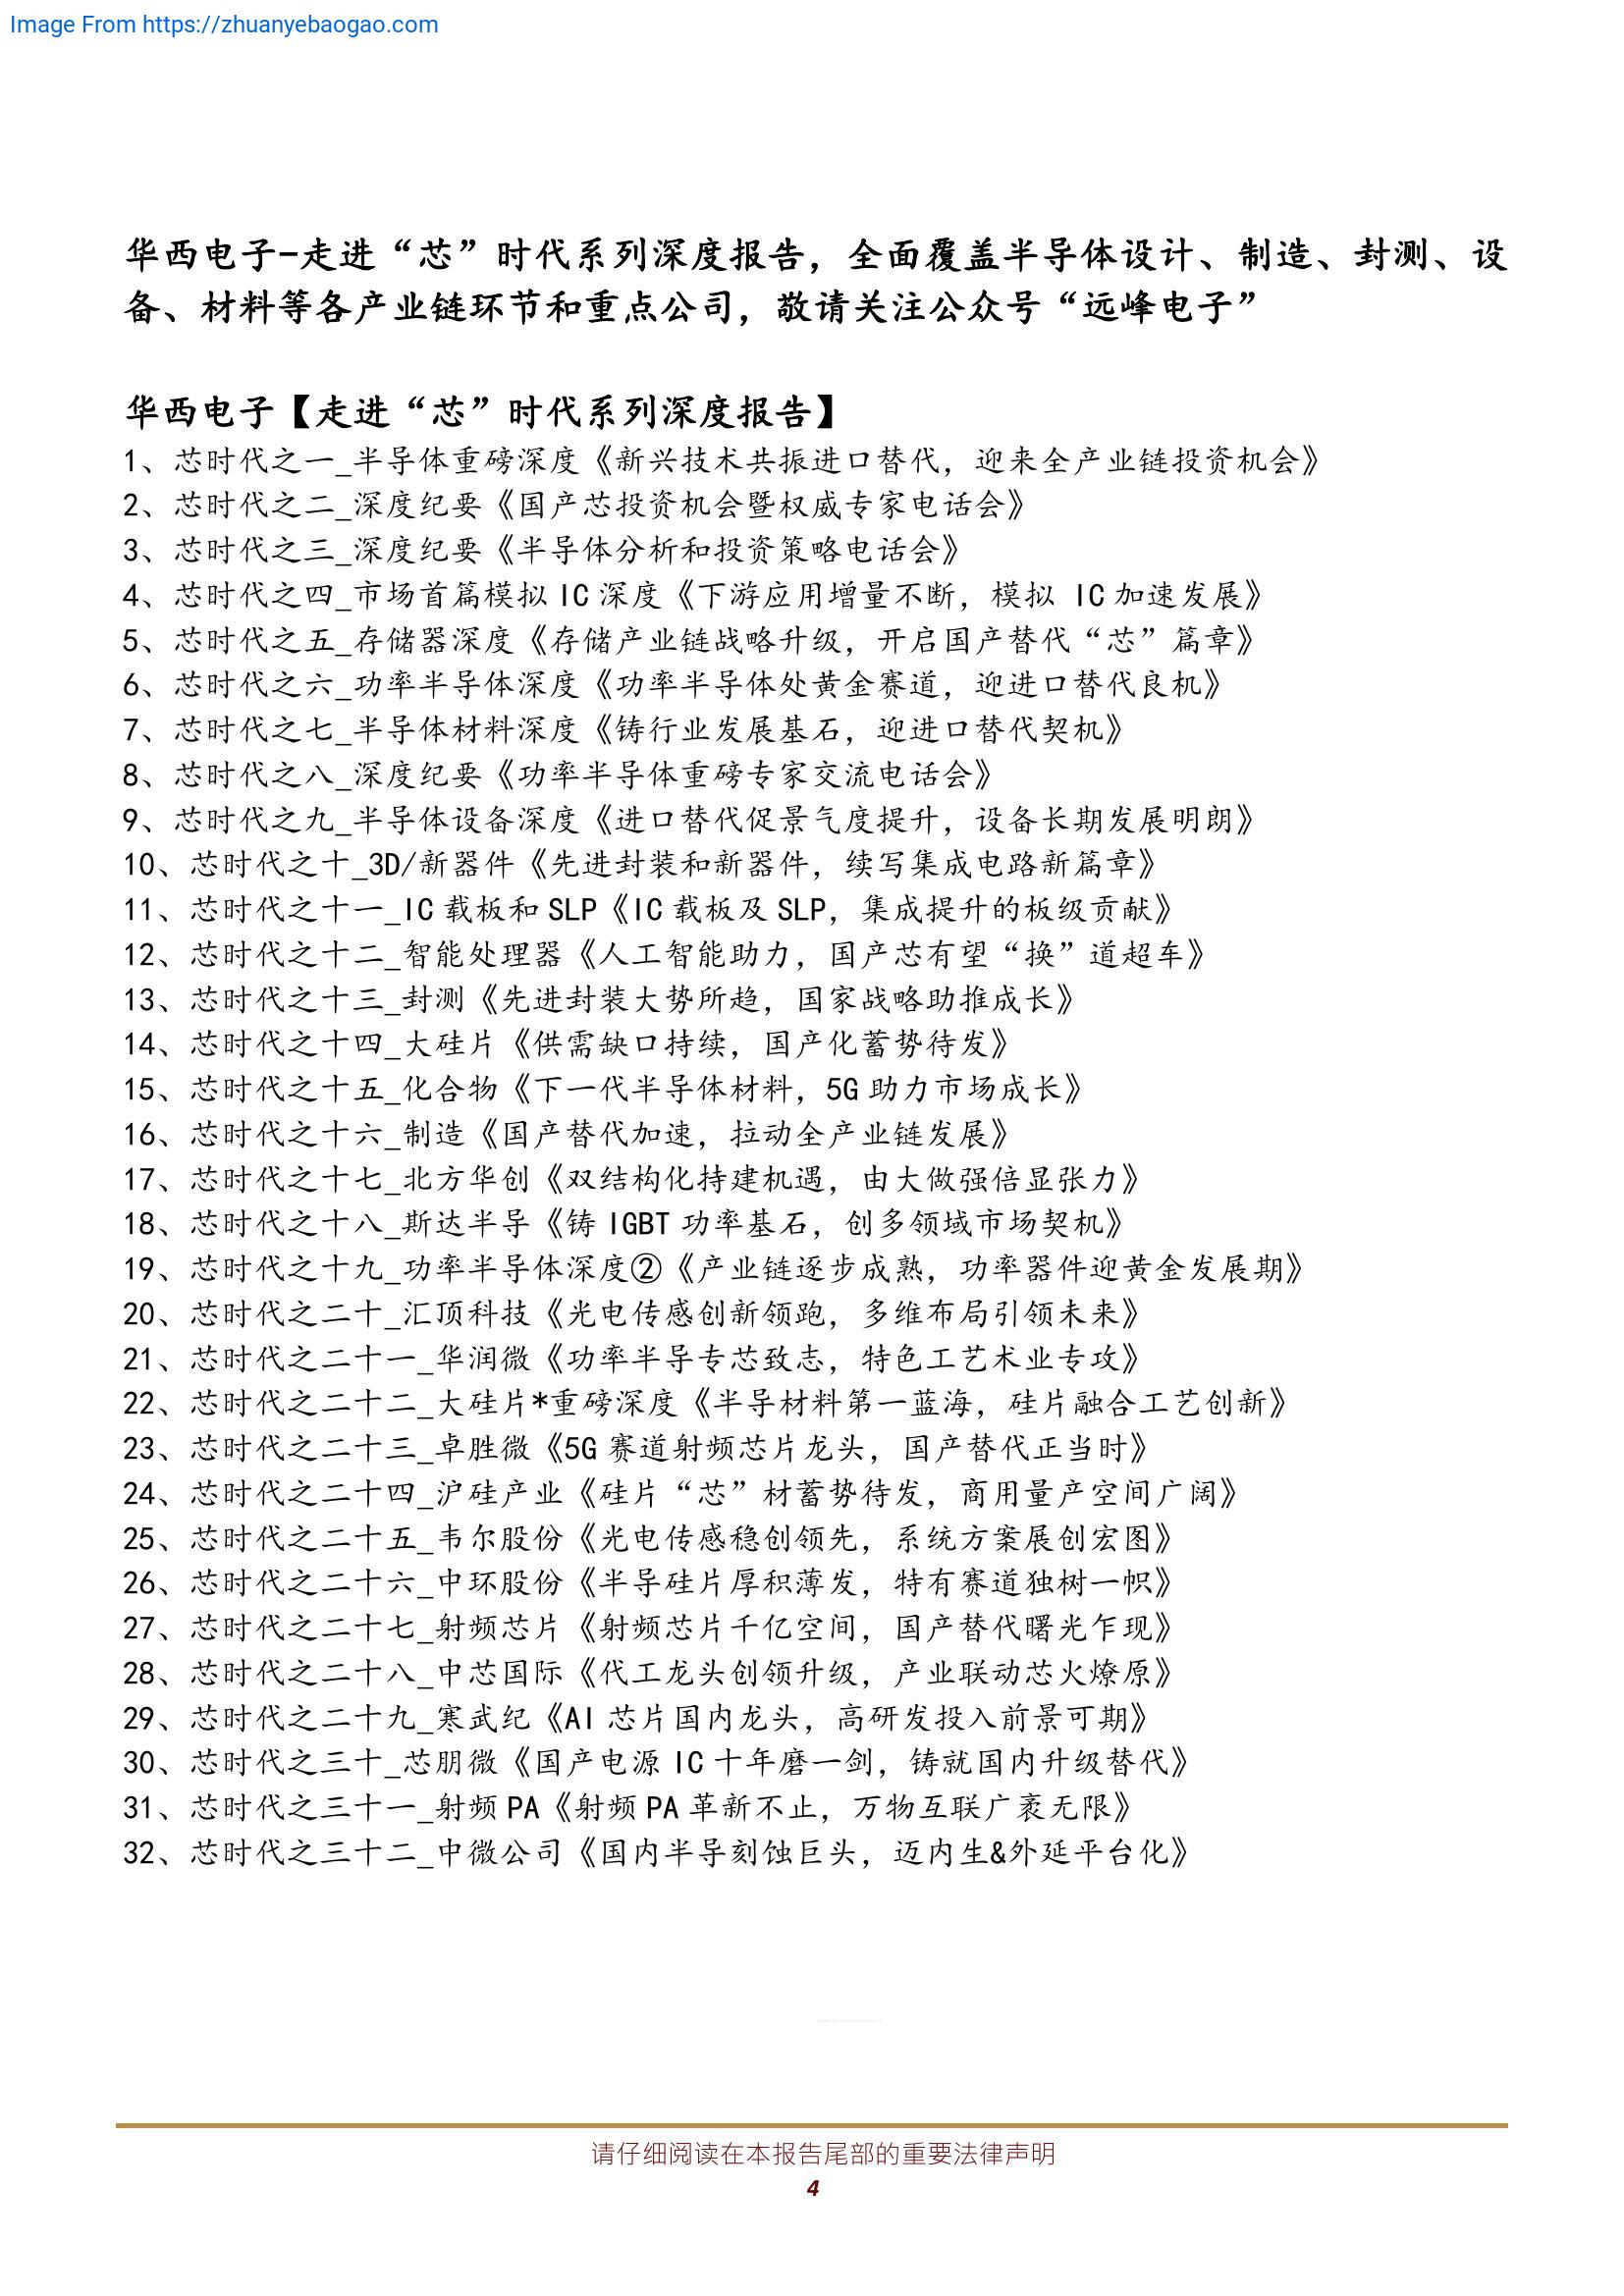 Image From https://zhuanyebaogao.com
华西电子-走进“芯”时代系列深度报告，全面覆盖半导体设计、制造、封测、设
备、材料等各产业链环节和重点公司，敬请关注公众号“远峰电子”
华西电子【走进“芯”时代系列深度报告】
1、芯时代之一_半导体重磅深度《新兴技术共振进口替代，迎来全产业链投资机会》
2、芯时代之二_深度纪要《国产芯投资机会暨权威专家电话会》
3、芯时代之三_深度纪要《半导体分析和投资策略电话会》
4、芯时代之四_市场首篇模拟 IC 深度《下游应用增量不断，模拟 IC 加速发展》
5、芯时代之五_存储器深度《存储产业链战略升级，开启国产替代“芯”篇章》
6、芯时代之六_功率半导体深度《功率半导体处黄金赛道，迎进口替代良机》
7、芯时代之七_半导体材料深度《铸行业发展基石，迎进口替代契机》
8、芯时代之八_深度纪要《功率半导体重磅专家交流电话会》
9、芯时代之九_半导体设备深度《进口替代促景气度提升，设备长期发展明朗》
10、芯时代之十_3D/新器件《先进封装和新器件，续写集成电路新篇章》
11、芯时代之十一_IC 载板和 SLP《IC 载板及 SLP，集成提升的板级贡献》
12、芯时代之十二_智能处理器《人工智能助力，国产芯有望“换”道超车》
13、芯时代之十三_封测《先进封装大势所趋，国家战略助推成长》
14、芯时代之十四_大硅片《供需缺口持续，国产化蓄势待发》
15、芯时代之十五_化合物《下一代半导体材料，5G 助力市场成长》
16、芯时代之十六_制造《国产替代加速，拉动全产业链发展》
17、芯时代之十七_北方华创《双结构化持建机遇，由大做强倍显张力》
18、芯时代之十八_斯达半导《铸 IGBT 功率基石，创多领域市场契机》
19、芯时代之十九_功率半导体深度②《产业链逐步成熟，功率器件迎黄金发展期》
20、芯时代之二十_汇顶科技《光电传感创新领跑，多维布局引领未来》
21、芯时代之二十一_华润微《功率半导专芯致志，特色工艺术业专攻》
22、芯时代之二十二_大硅片*重磅深度《半导材料第一蓝海，硅片融合工艺创新》
23、芯时代之二十三_卓胜微《5G 赛道射频芯片龙头，国产替代正当时》
24、芯时代之二十四_沪硅产业《硅片“芯”材蓄势待发，商用量产空间广阔》
25、芯时代之二十五_韦尔股份《光电传感稳创领先，系统方案展创宏图》
26、芯时代之二十六_中环股份《半导硅片厚积薄发，特有赛道独树一帜》
27、芯时代之二十七_射频芯片《射频芯片千亿空间，国产替代曙光乍现》
28、芯时代之二十八_中芯国际《代工龙头创领升级，产业联动芯火燎原》
29、芯时代之二十九_寒武纪《AI 芯片国内龙头，高研发投入前景可期》
30、芯时代之三十_芯朋微《国产电源 IC 十年磨一剑，铸就国内升级替代》
31、芯时代之三十一_射频 PA《射频 PA 革新不止，万物互联广袤无限》
32、芯时代之三十二_中微公司《国内半导刻蚀巨头，迈内生&外延平台化》
请仔细阅读在本报告尾部的重要法律声明
4